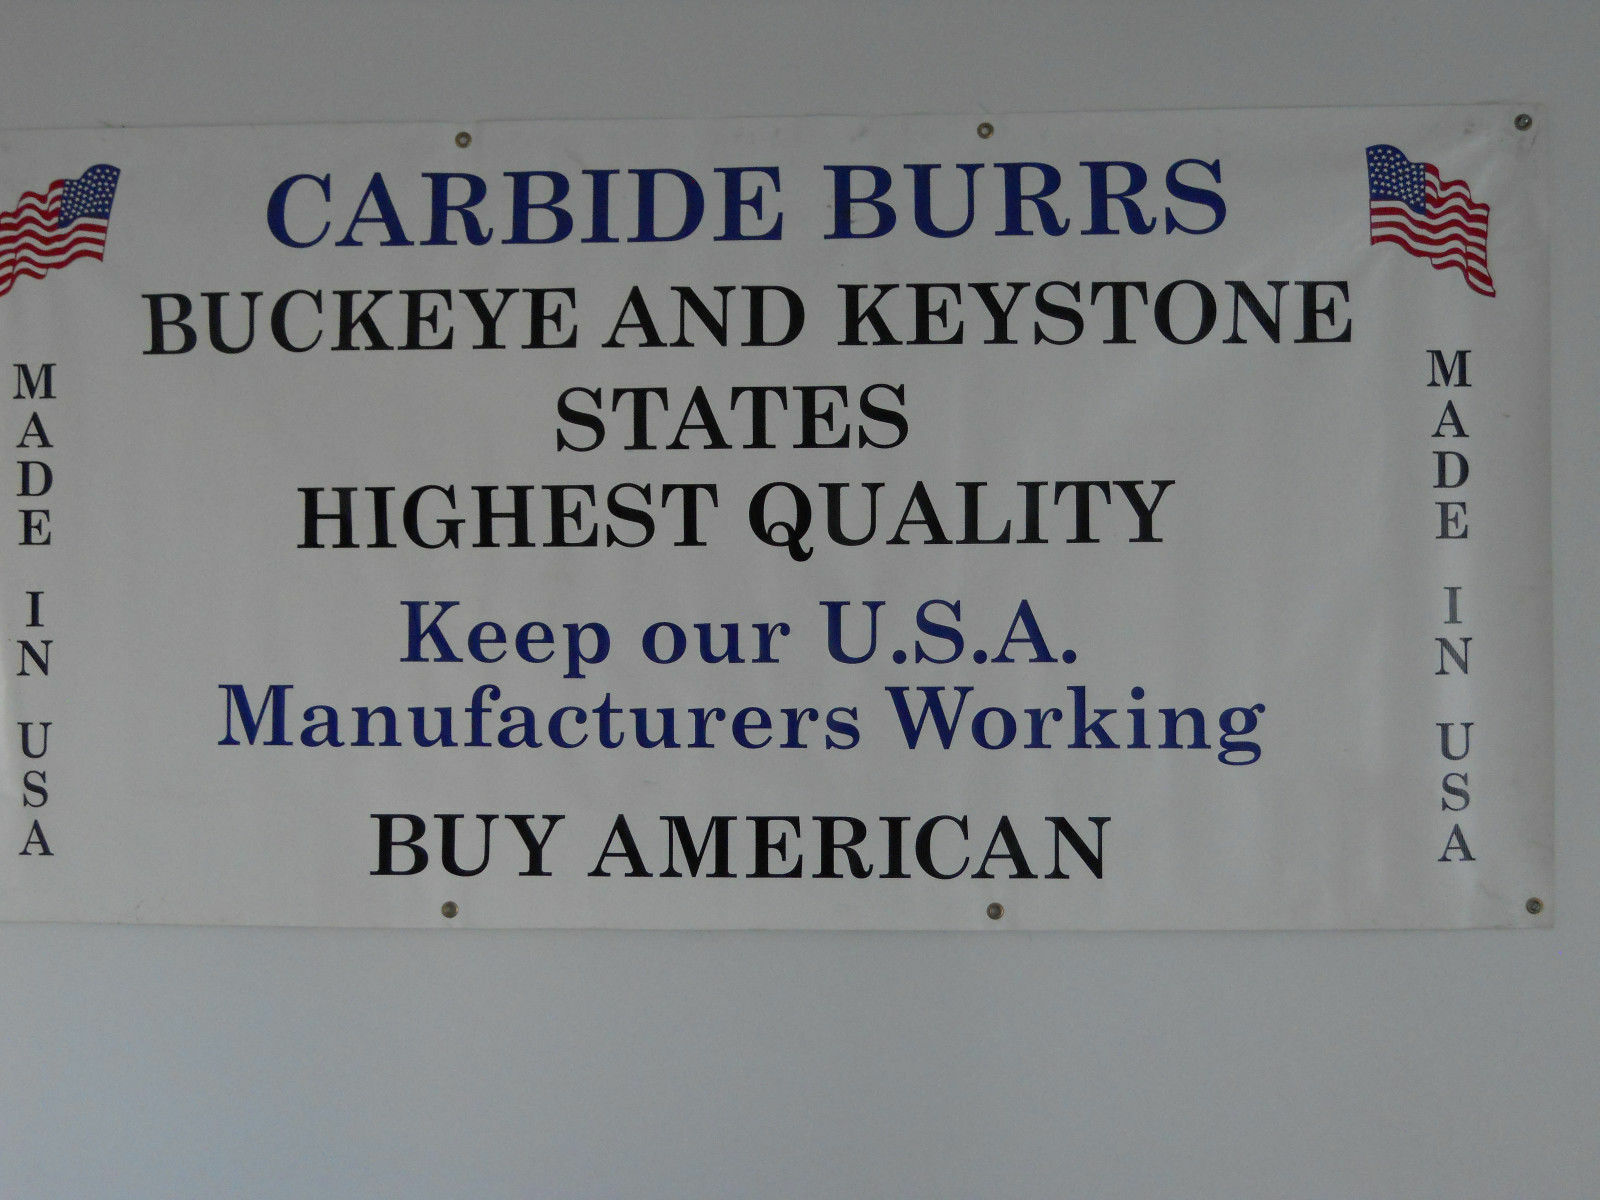 CARBIDE BURRS
BUCKEYE AND KEYSTONE
STATES
HIGHEST QUALITY
Keep our U.S.A.
Manufacturers Working
BUY AMERICAN
MADE IN USA
MADE IN USA